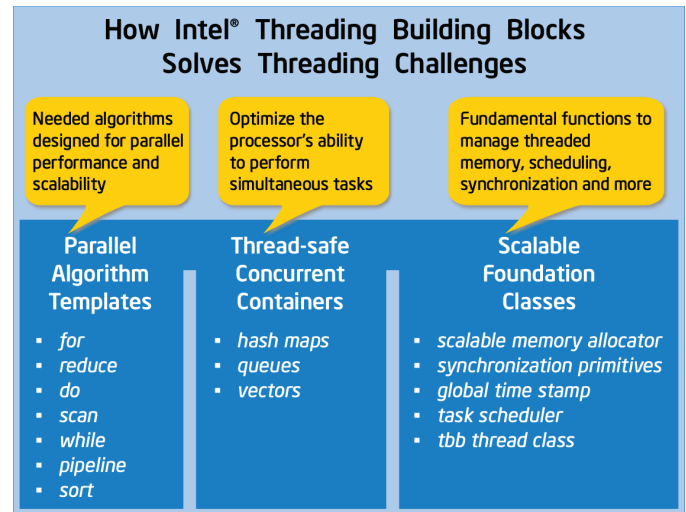 How Intel® Threading Building Blocks
Solves Threading Challenges
Needed algorithms
designed for parallel
performance and
scalability
Optimize the
processor's ability
to perform
simultaneous tasks
Fundamental functions to
manage threaded
memory, scheduling,
synchronization and more
Parallel
Algorithm
Templates
▪ for
▪ reduce
▪ do
▪ scan
▪ while
▪ pipeline
▪ sort
Thread-safe
Concurrent
Containers
▪ hash maps
▪ queues
▪ vectors
Scalable
Foundation
Classes
▪ scalable memory allocator
▪ synchronization primitives
▪ global time stamp
▪ task scheduler
▪ tbb thread class